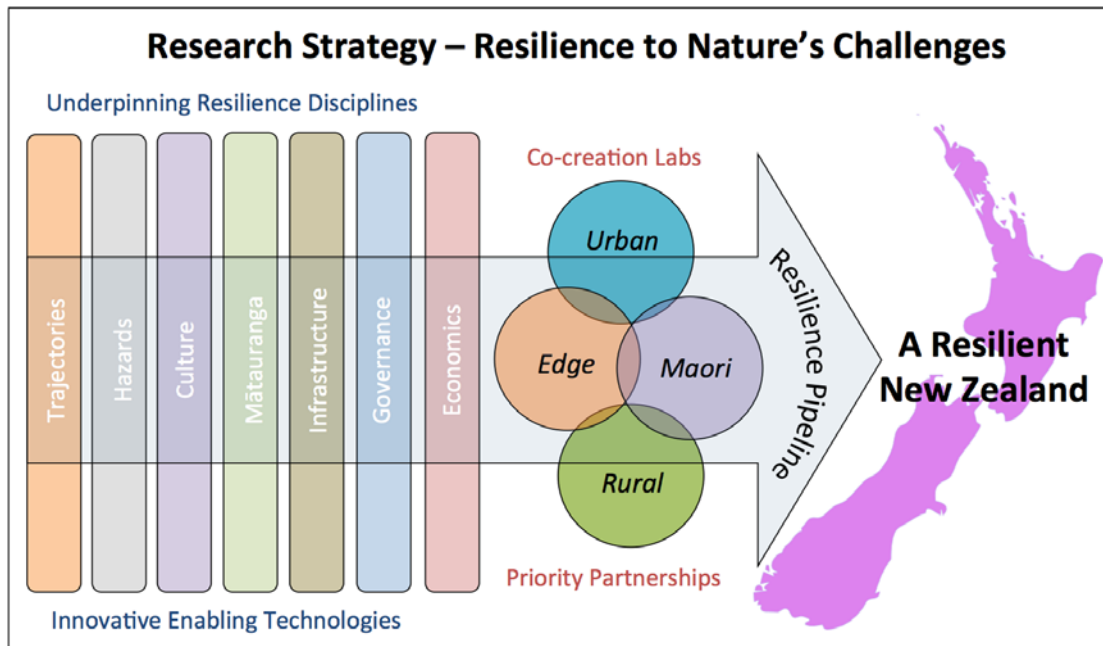 Research Strategy – Resilience to Nature's Challenges
Underpinning Resilience Disciplines
Trajectories
Hazards
Culture
Mātauranga
Infrastructure
Governance
Economics
Innovative Enabling Technologies
Co-creation Labs
Urban
Edge
Maori
Rural
Priority Partnerships
Resilience Pipeline
A Resilient
New Zealand